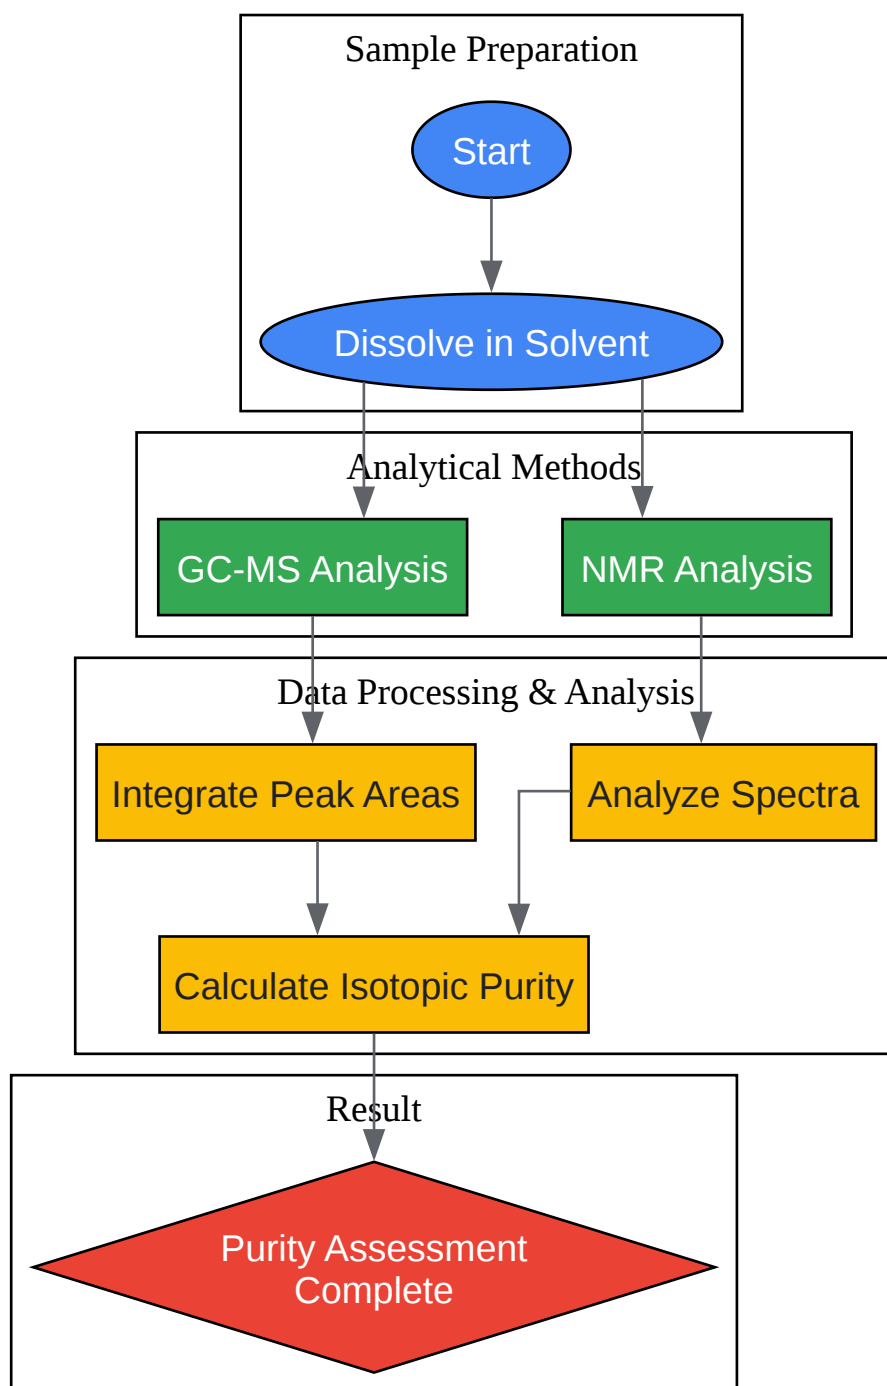 Sample Preparation
Start
Dissolve in Solvent
Analytical Methods
GC-MS Analysis
NMR Analysis
Data Processing & Analysis
Integrate Peak Areas
Analyze Spectra
Calculate Isotopic Purity
Result
Purity Assessment
Complete